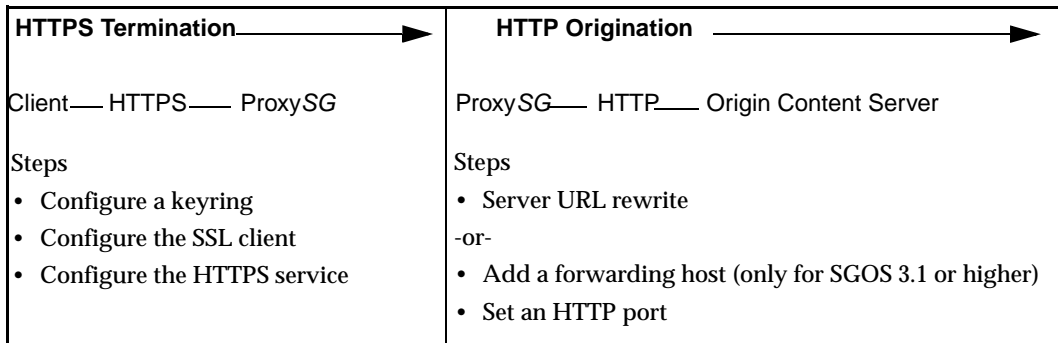 HTTPS Termination
Client HTTPS ProxySG
Steps
• Configure a keyring
• Configure the SSL client
• Configure the HTTPS service
HTTP Origination
ProxySG HTTP Origin Content Server
Steps
• Server URL rewrite
-or-
• Add a forwarding host (only for SGOS 3.1 or higher)
• Set an HTTP port